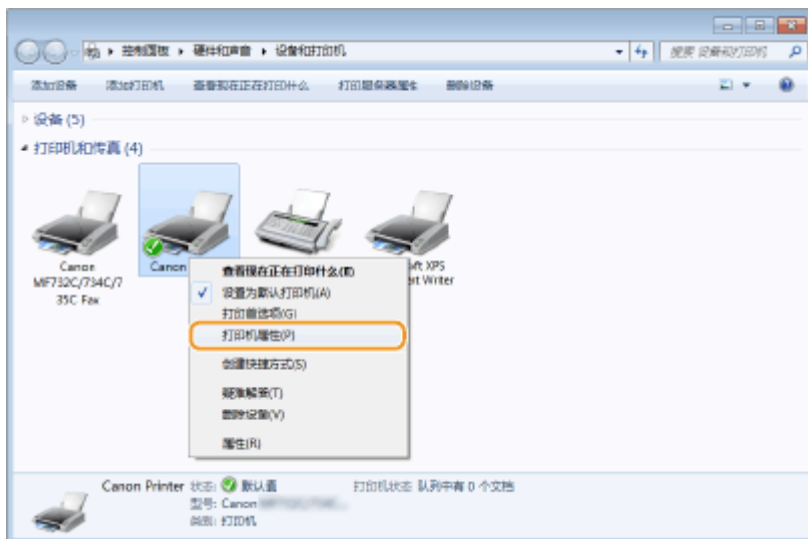 控制面板 ▸ 硬件和声音 ▸ 设备和打印机
搜索 设备和打印机
添加设备 添加打印机 查看现在正在打印什么 打印服务器属性 删除设备
设备 (5)
打印机和传真 (4)
Canon
MF732C/734C/7
35C Fax
Canon
ft XPS
nt Writer
查看现在正在打印什么(E)
设置为默认打印机(A)
打印首选项(G)
打印机属性(P)
创建快捷方式(S)
疑难解答(T)
删除设备(V)
属性(R)
Canon Printer 状态: 默认值 打印机状态: 队列中有 0 个文档
型号: Canon
类别: 打印机